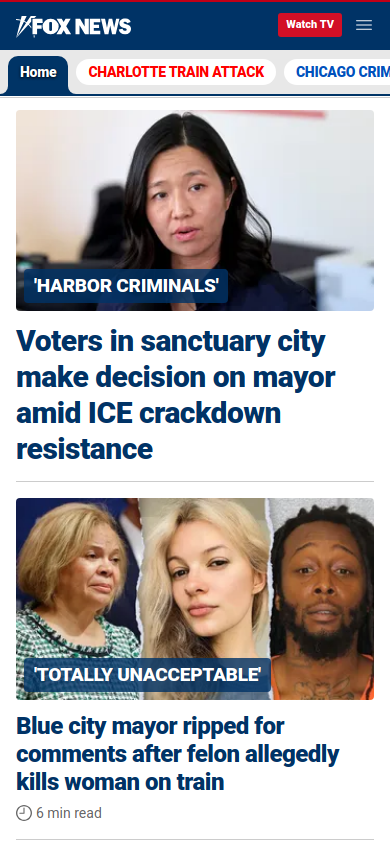 FOX NEWS
Watch TV
Home
CHARLOTTE TRAIN ATTACK
CHICAGO CRIM
'HARBOR CRIMINALS'
Voters in sanctuary city
make decision on mayor
amid ICE crackdown
resistance
'TOTALLY UNACCEPTABLE'
Blue city mayor ripped for
comments after felon allegedly
kills woman on train
6 min read